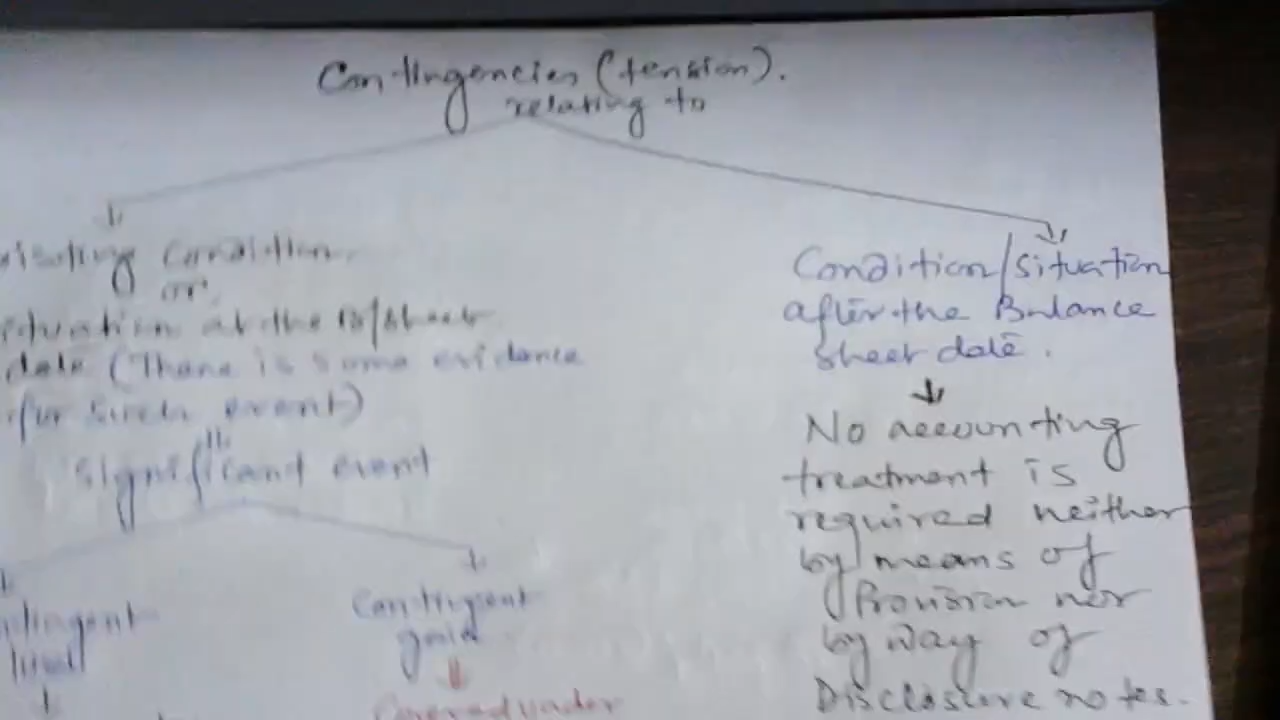 Contingencies (tension).
relating to
Condition
or
at the B/sheet
date (There is some evidence
for such event)
Significant event
Contingent
gain
Covered under
Condition/Situation
after the Balance
sheet date.
No accounting
treatment is
required neither
by means of
Provision nor
by way of
Disclosure notes.